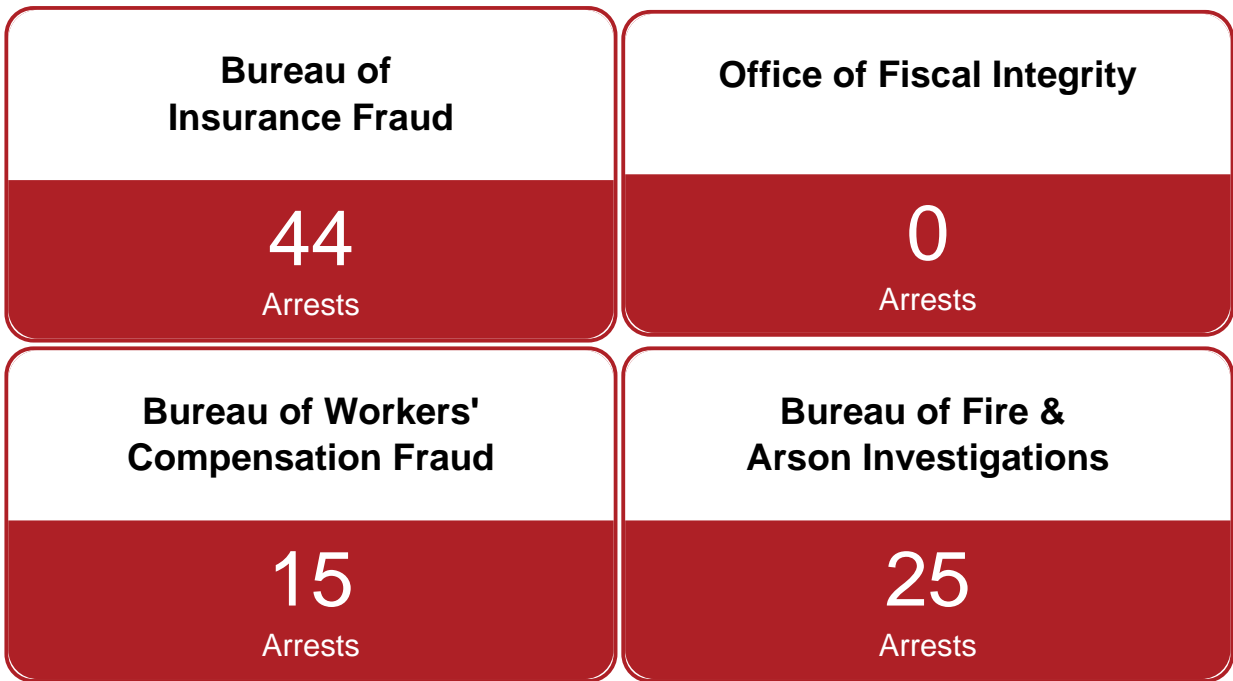 Bureau of
Insurance Fraud
44
Arrests
Office of Fiscal Integrity
0
Arrests
Bureau of Workers'
Compensation Fraud
15
Arrests
Bureau of Fire &
Arson Investigations
25
Arrests